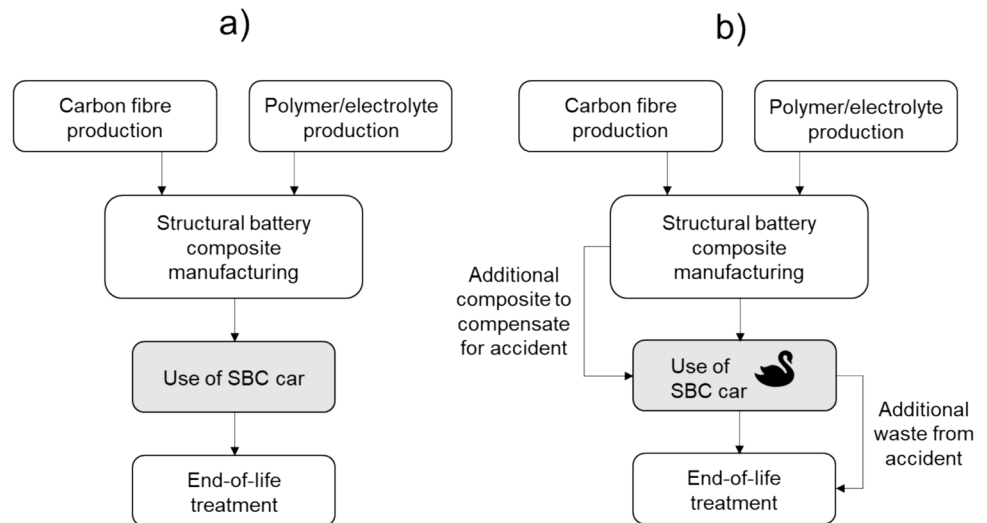 a)
Carbon fibre
production
Polymer/electrolyte
production
Structural battery
composite
manufacturing
Use of SBC car
End-of-life
treatment
b)
Carbon fibre
production
Polymer/electrolyte
production
Structural battery
composite
manufacturing
Additional
composite to
compensate
for accident
Use of
SBC car
Additional
waste from
accident
End-of-life
treatment